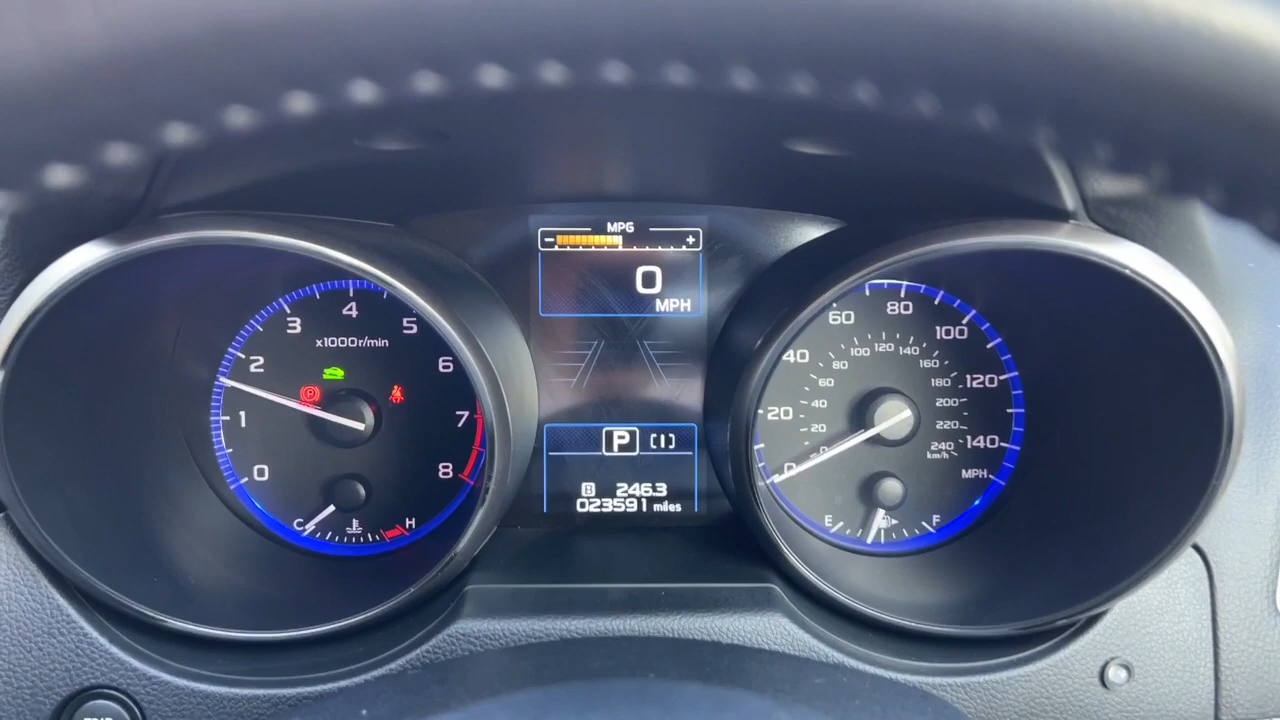 MPG
- +
0
MPH
P [I]
B 246.3
023591 miles
0 1 2 3 4 5 6 7 8
x1000r/min
P
C H
0 20 40 60 80 100 120 140
MPH
0 20 40 60 80 100 120 140 160 180 200 220 240
km/h
E F